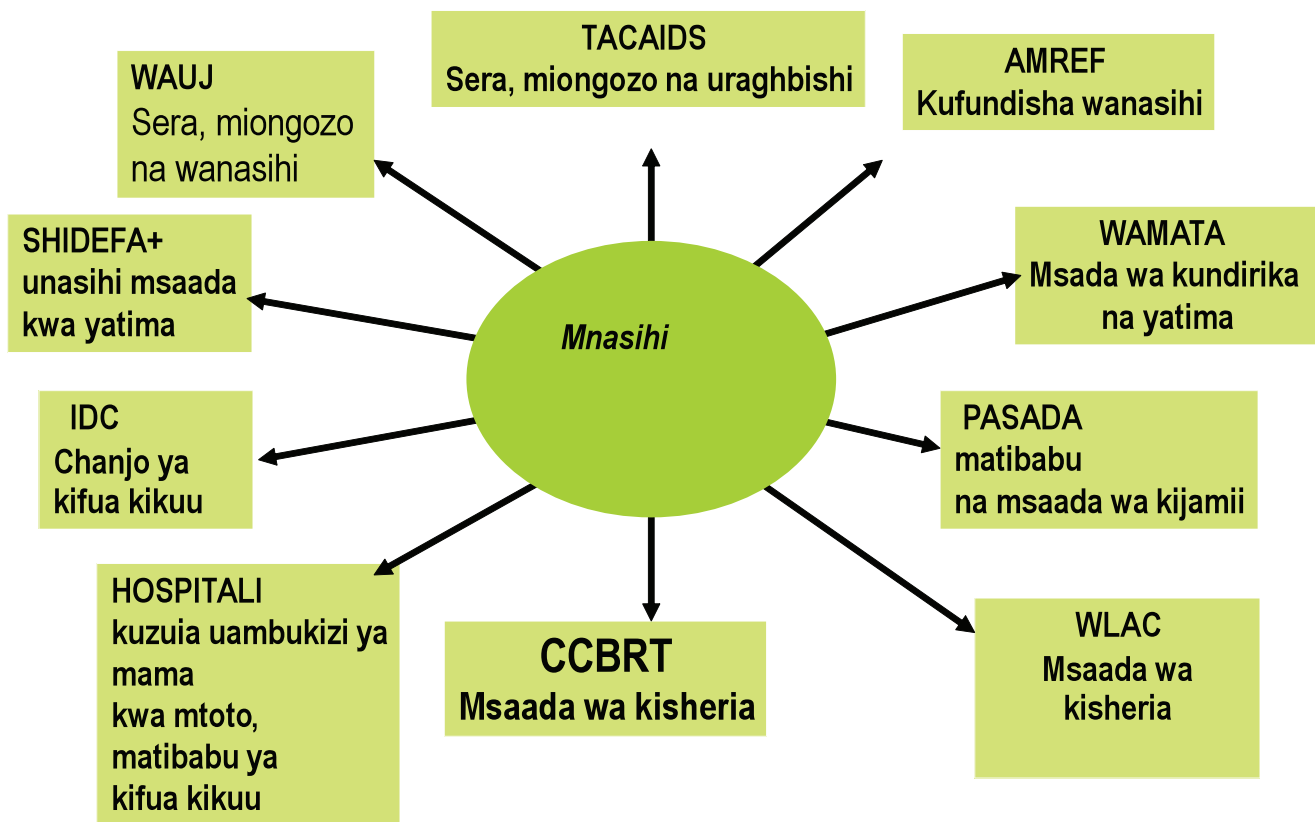 TACAIDS
Sera, miongozo na uraghbishi
WAUJ
Sera, miongozo
na wanasihi
AMREF
Kufundisha wanasihi
SHIDEFA+
unasihi msaada
kwa yatima
WAMATA
Msada wa kundirika
na yatima
Mnasihi
IDC
Chanjo ya
kifua kikuu
PASADA
matibabu
na msaada wa kijamii
HOSPITALI
kuzuia uambukizi ya
mama
kwa mtoto,
matibabu ya
kifua kikuu
CCBRT
Msaada wa kisheria
WLAC
Msaada wa
kisheria